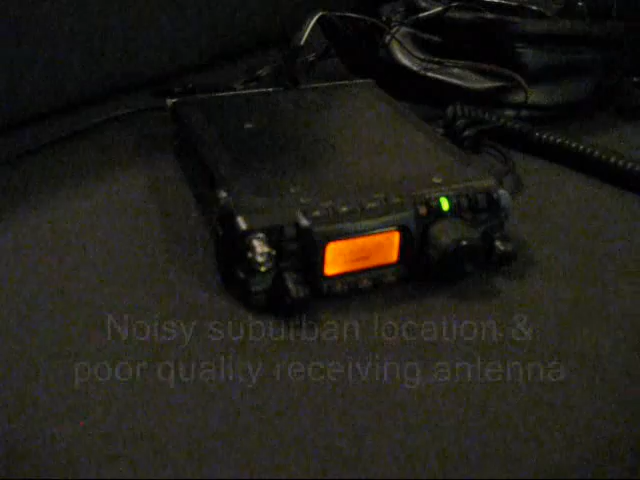 Noisy suburban location &
poor quality receiving antenna